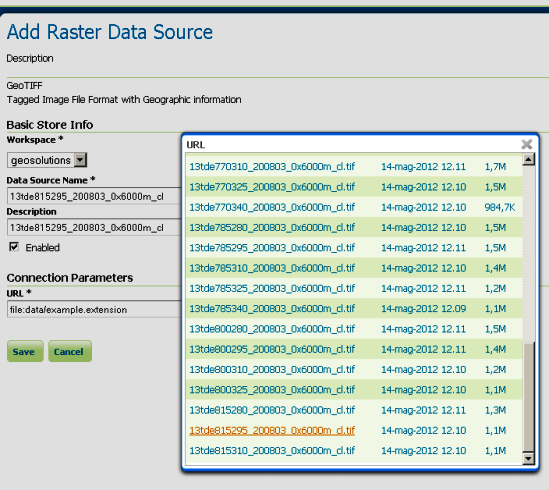 Add Raster Data Source
Description
GeoTIFF
Tagged Image File Format with Geographic information
Basic Store Info
Workspace *
geosolutions
Data Source Name *
13tde815295_200803_0x6000m_cl
Description
13tde815295_200803_0x6000m_cl
Enabled
Connection Parameters
URL *
file:data/example.extension
Save Cancel
URL
13tde770310_200803_0x6000m_cl.tif 14-mag-2012 12.11 1,7M
13tde770325_200803_0x6000m_cl.tif 14-mag-2012 12.10 1,5M
13tde770340_200803_0x6000m_cl.tif 14-mag-2012 12.10 984,7K
13tde785280_200803_0x6000m_cl.tif 14-mag-2012 12.10 1,5M
13tde785295_200803_0x6000m_cl.tif 14-mag-2012 12.11 1,5M
13tde785310_200803_0x6000m_cl.tif 14-mag-2012 12.10 1,4M
13tde785325_200803_0x6000m_cl.tif 14-mag-2012 12.11 1,2M
13tde785340_200803_0x6000m_cl.tif 14-mag-2012 12.09 1,1M
13tde800280_200803_0x6000m_cl.tif 14-mag-2012 12.11 1,5M
13tde800295_200803_0x6000m_cl.tif 14-mag-2012 12.11 1,4M
13tde800310_200803_0x6000m_cl.tif 14-mag-2012 12.10 1,2M
13tde800325_200803_0x6000m_cl.tif 14-mag-2012 12.10 1,1M
13tde815280_200803_0x6000m_cl.tif 14-mag-2012 12.11 1,3M
13tde815295_200803_0x6000m_cl.tif 14-mag-2012 12.10 1,1M
13tde815310_200803_0x6000m_cl.tif 14-mag-2012 12.10 1,1M